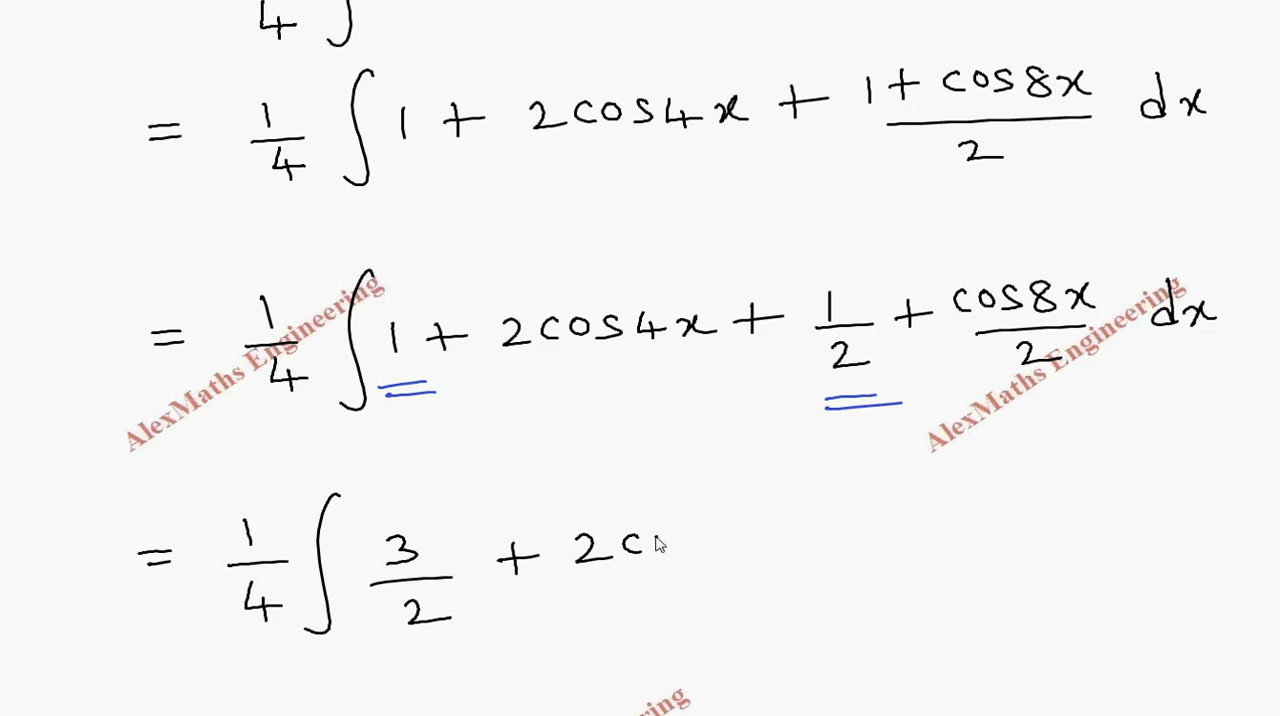 4 ∫
= 1/4 ∫ 1 + 2cos4x + (1 + cos8x)/2 dx
= 1/4 ∫ 1 + 2cos4x + 1/2 + cos8x/2 dx
AlexMaths Engineering
AlexMaths Engineering
= 1/4 ∫ 3/2 + 2c